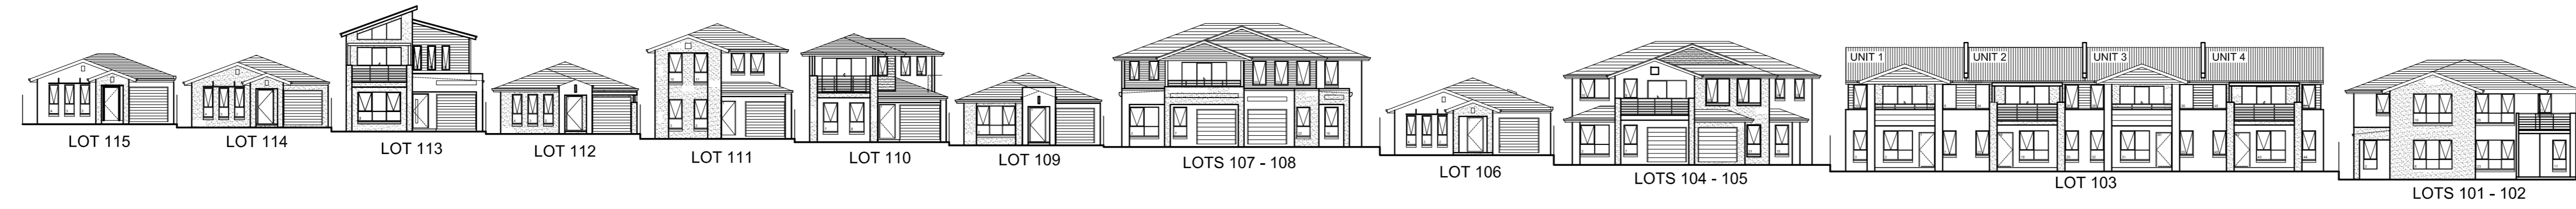 UNIT 1
UNIT 2
UNIT 3
UNIT 4
LOT 115
LOT 114
LOT 113
LOT 112
LOT 111
LOT 110
LOT 109
LOTS 107 - 108
LOT 106
LOTS 104 - 105
LOT 103
LOTS 101 - 102